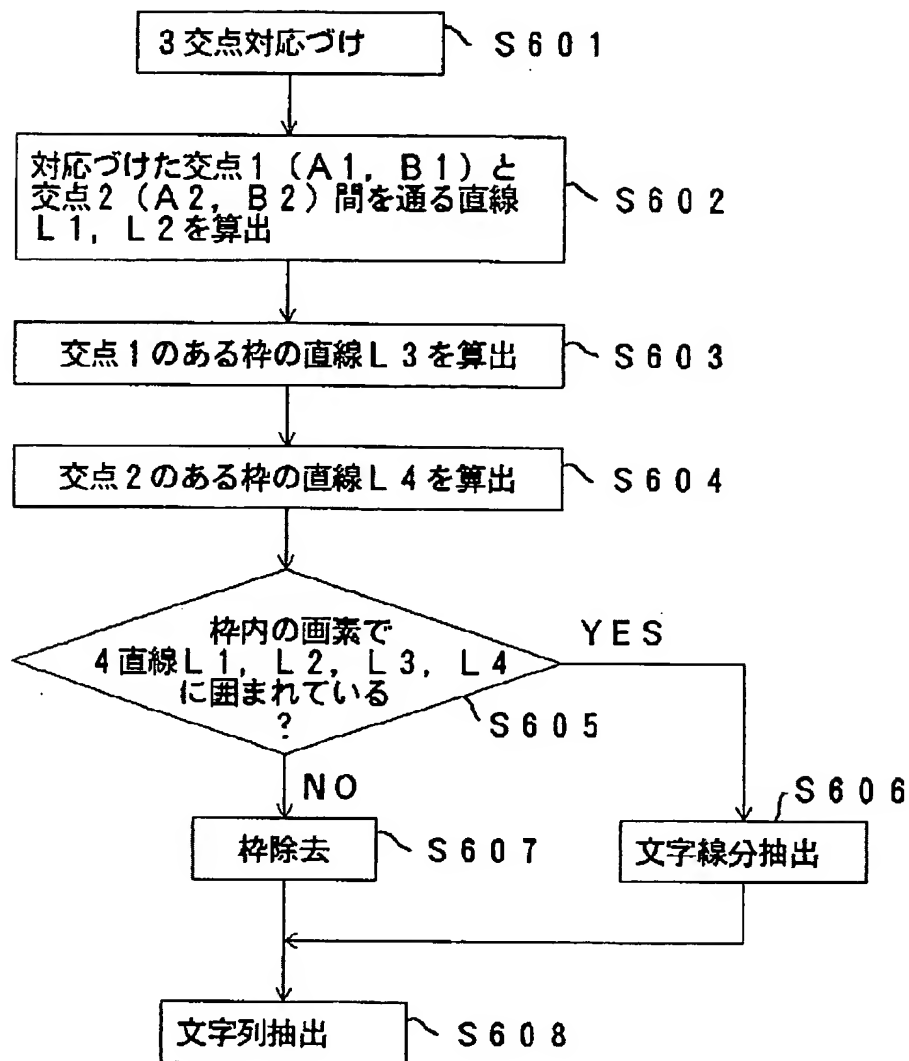 3交点対応づけ
S601
対応づけた交点1（A1，B1）と
交点2（A2，B2）間を通る直線
L1，L2を算出
S602
交点1のある枠の直線L3を算出
S603
交点2のある枠の直線L4を算出
S604
枠内の画素で
4直線L1，L2，L3，L4
に囲まれている
?
YES
S605
NO
S606
枠除去
S607
文字線分抽出
文字列抽出
S608